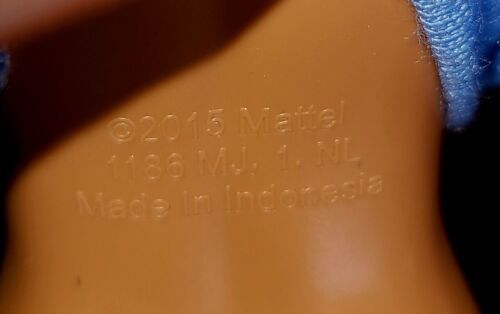 ©2015 Mattel
1186 MJ. 1. NL
Made in Indonesia